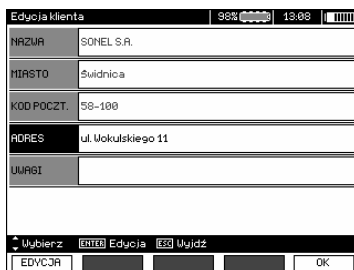 Edycja klienta 98% 13:08
NAZWA SONEL S.A.
MIASTO Świdnica
KOD POCZT. 58-100
ADRES ul. Wokulskiego 11
UWAGI
Wybierz ENTER Edycja ESC Wyjdź
EDYCJA OK